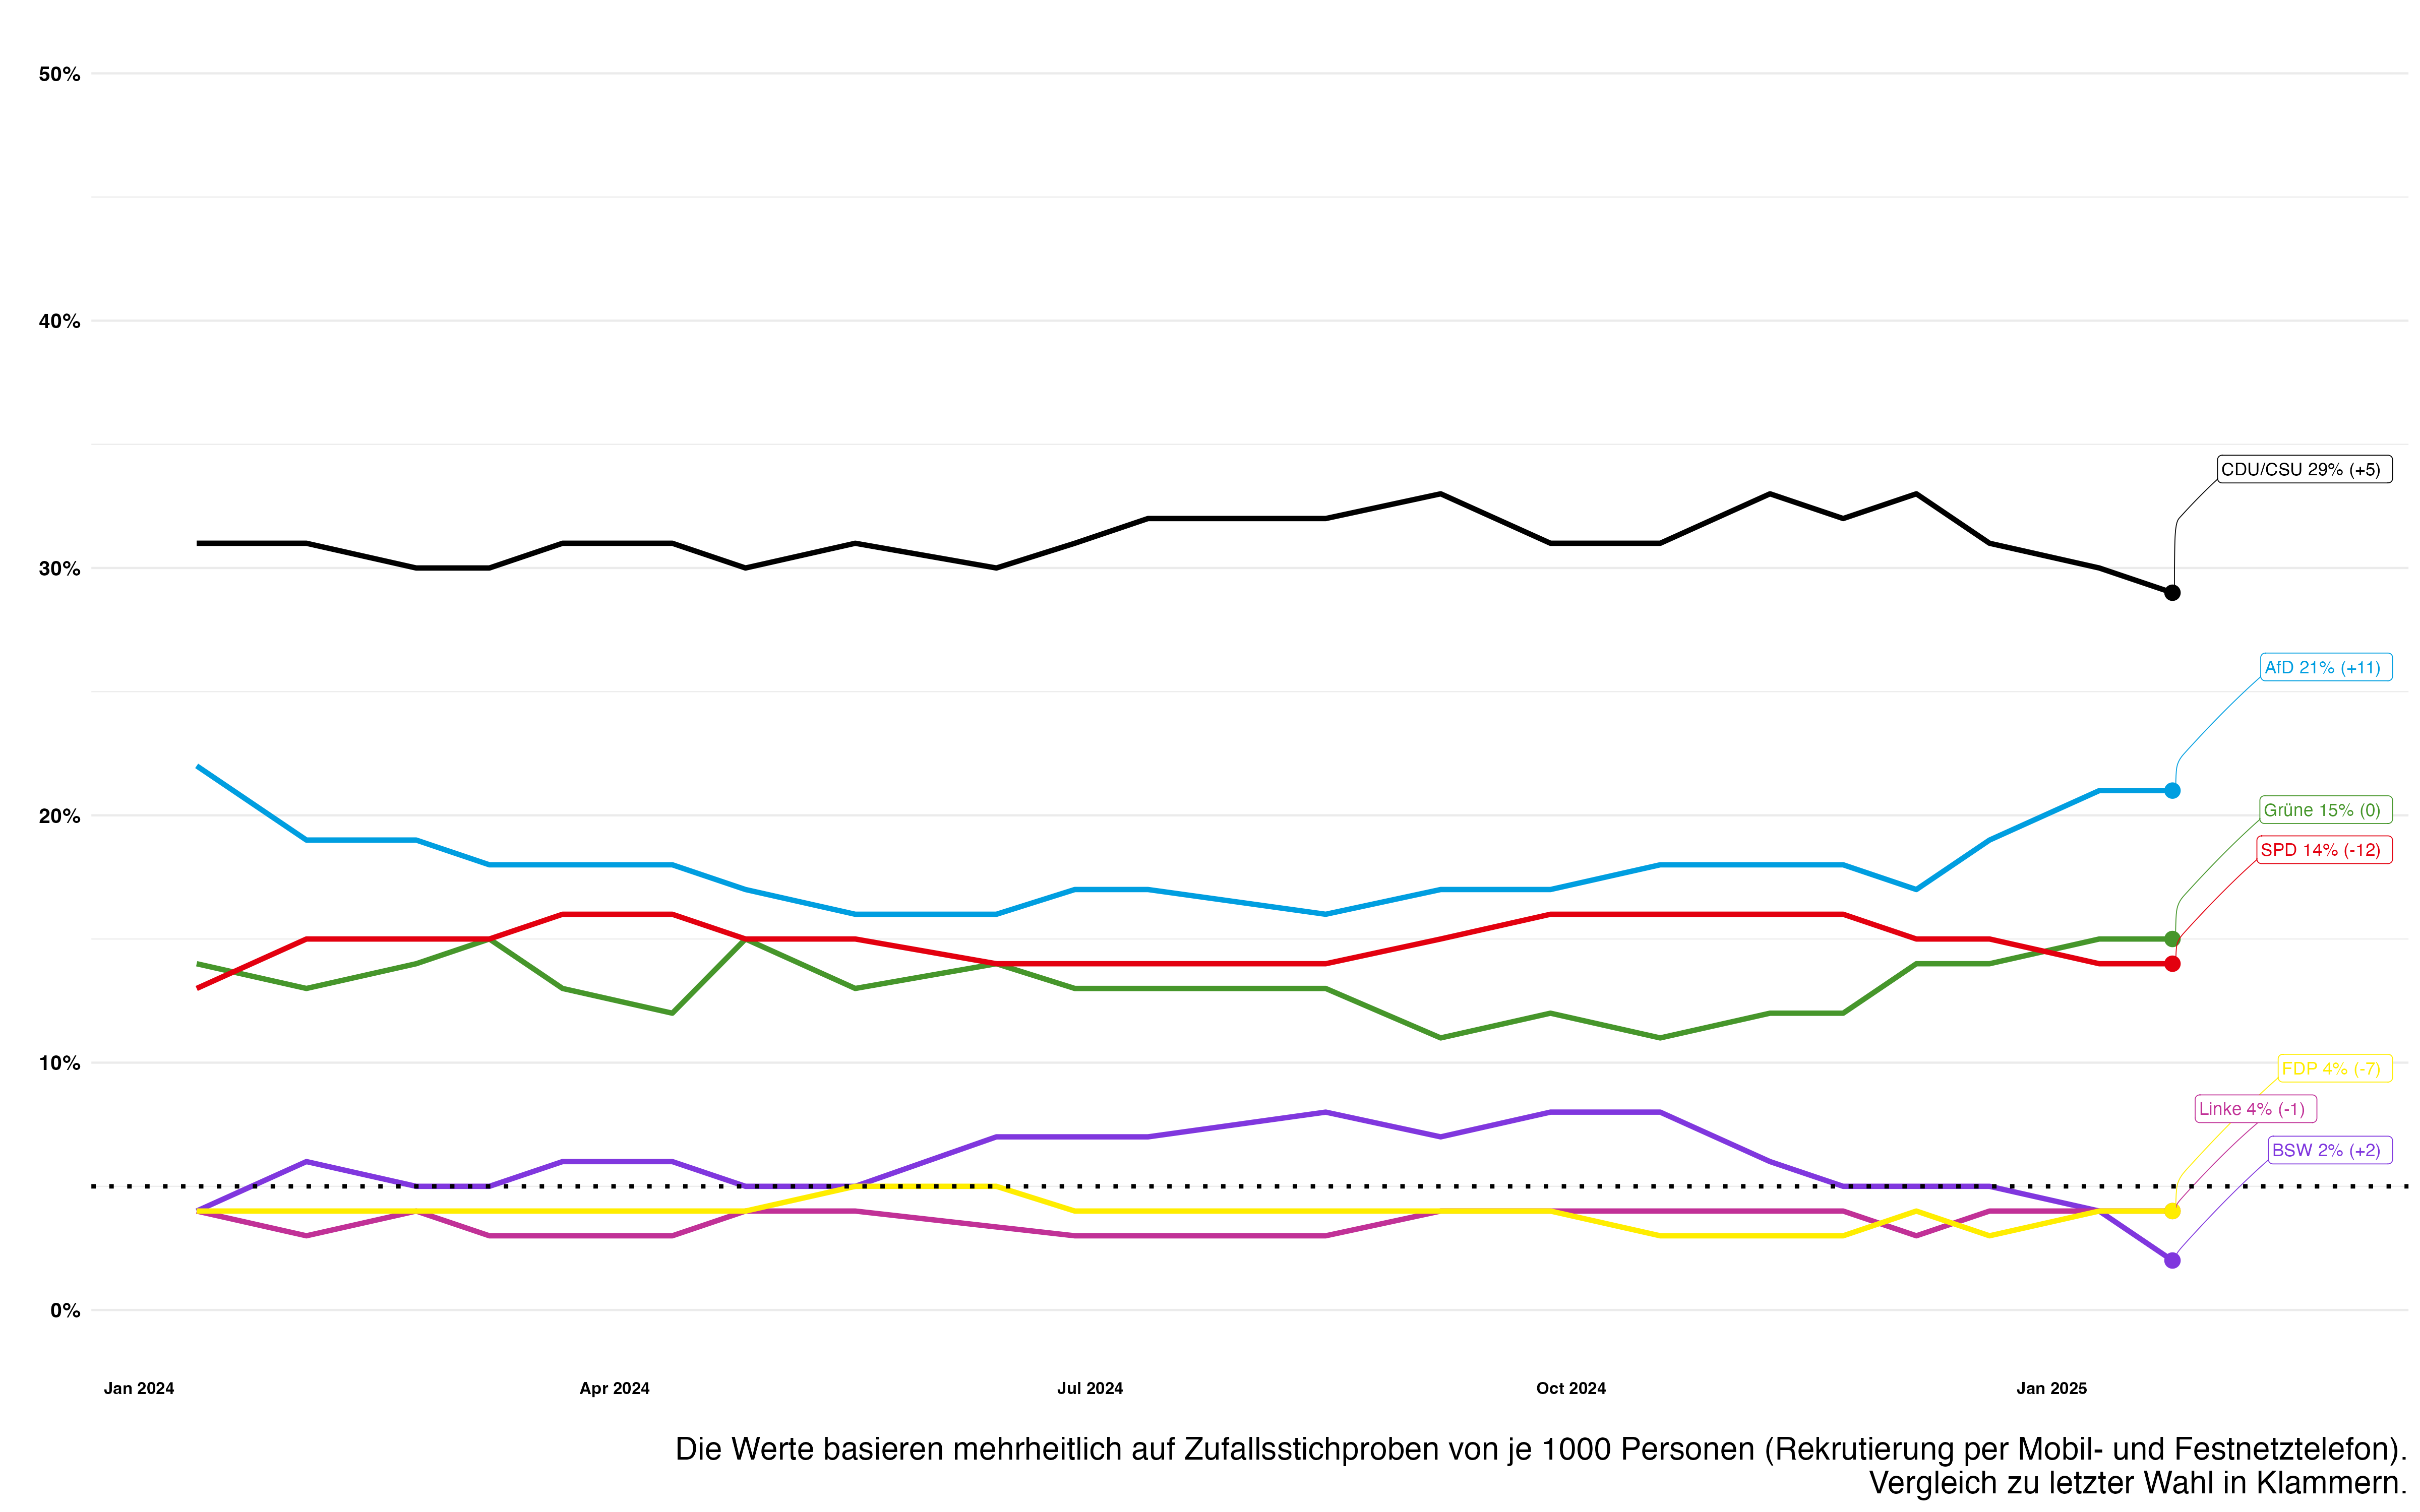 50%
40%
30%
20%
10%
0%
CDU/CSU 29% (+5)
AfD 21% (+11)
Grüne 15% (0)
SPD 14% (-12)
FDP 4% (-7)
Linke 4% (-1)
BSW 2% (+2)
Jan 2024
Apr 2024
Jul 2024
Oct 2024
Jan 2025
Die Werte basieren mehrheitlich auf Zufallsstichproben von je 1000 Personen (Rekrutierung per Mobil- und Festnetztelefon).
Vergleich zu letzter Wahl in Klammern.